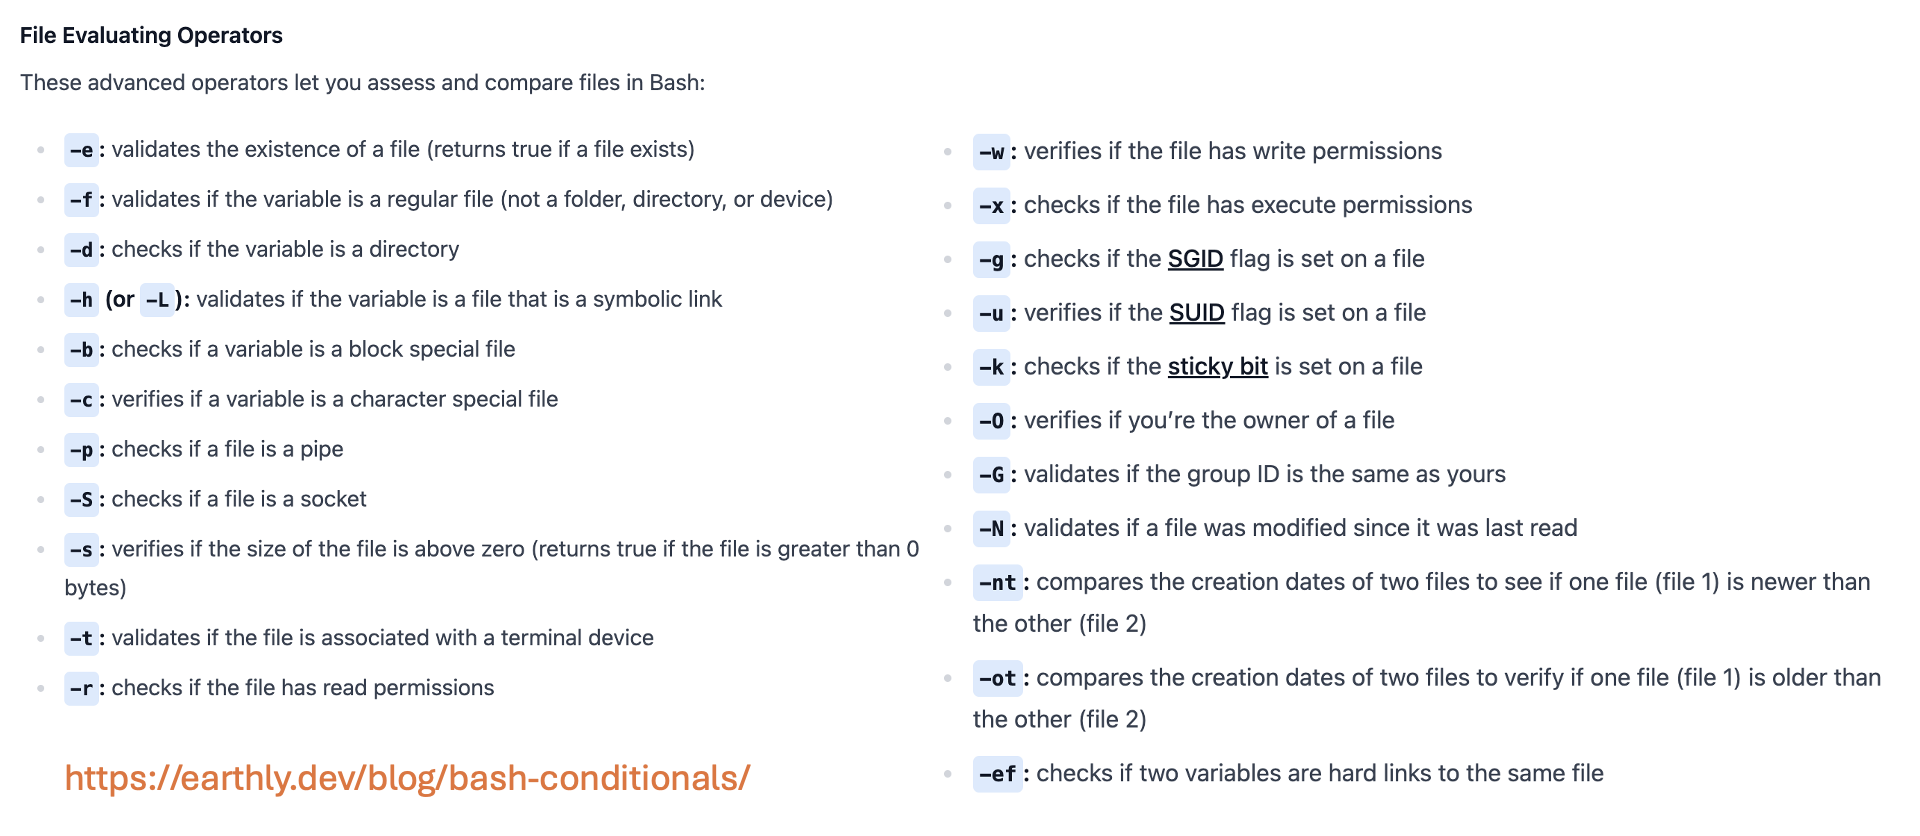 File Evaluating Operators
These advanced operators let you assess and compare files in Bash:
-e: validates the existence of a file (returns true if a file exists)
-f: validates if the variable is a regular file (not a folder, directory, or device)
-d: checks if the variable is a directory
-h (or -L): validates if the variable is a file that is a symbolic link
-b: checks if a variable is a block special file
-c: verifies if a variable is a character special file
-p: checks if a file is a pipe
-S: checks if a file is a socket
-s: verifies if the size of the file is above zero (returns true if the file is greater than 0
bytes)
-t: validates if the file is associated with a terminal device
-r: checks if the file has read permissions
https://earthly.dev/blog/bash-conditionals/
-w: verifies if the file has write permissions
-x: checks if the file has execute permissions
-g: checks if the SGID flag is set on a file
-u: verifies if the SUID flag is set on a file
-k: checks if the sticky bit is set on a file
-O: verifies if you’re the owner of a file
-G: validates if the group ID is the same as yours
-N: validates if a file was modified since it was last read
-nt: compares the creation dates of two files to see if one file (file 1) is newer than
the other (file 2)
-ot: compares the creation dates of two files to verify if one file (file 1) is older than
the other (file 2)
-ef: checks if two variables are hard links to the same file